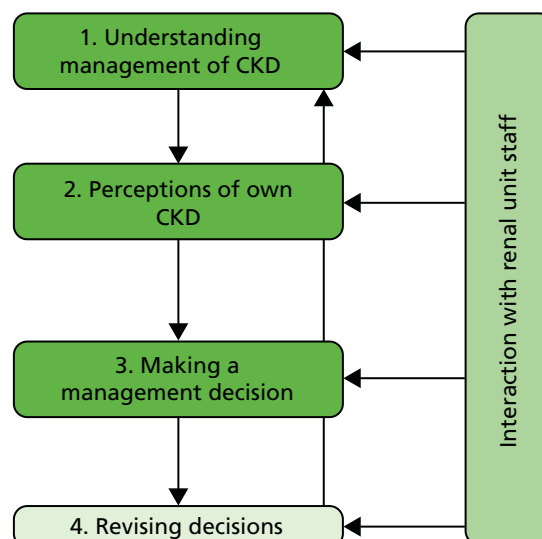 1. Understanding
management of CKD
2. Perceptions of own
CKD
3. Making a
management decision
4. Revising decisions
Interaction with renal unit staff